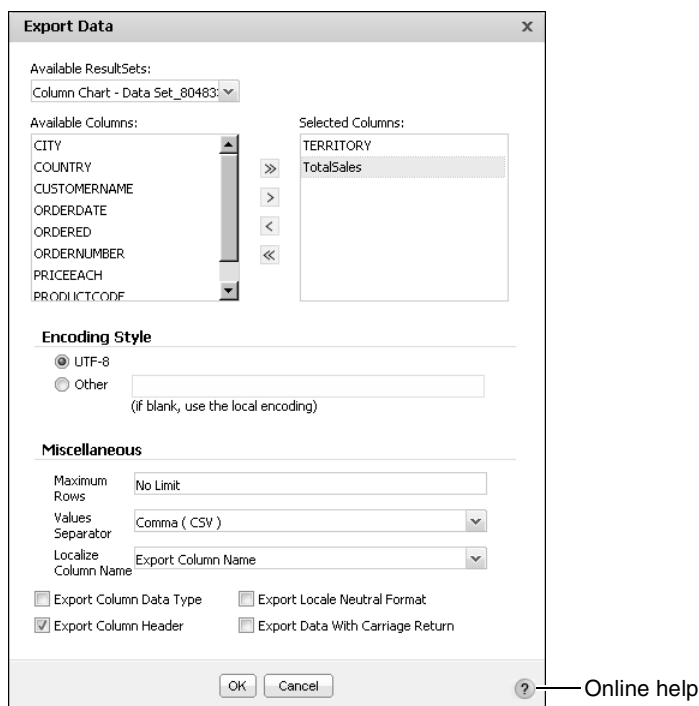 Export Data
x
Available ResultSets:
Column Chart - Data Set_80483
Available Columns:
CITY
COUNTRY
CUSTOMERNAME
ORDERDATE
ORDERED
ORDERNUMBER
PRICEEACH
PRODUCTCODE
>>
>
<
<<
Selected Columns:
TERRITORY
TotalSales
Encoding Style
UTF-8
Other
(if blank, use the local encoding)
Miscellaneous
Maximum Rows No Limit
Values Separator Comma ( CSV )
Localize Column Name Export Column Name
Export Column Data Type Export Locale Neutral Format
Export Column Header Export Data With Carriage Return
OK Cancel ? Online help